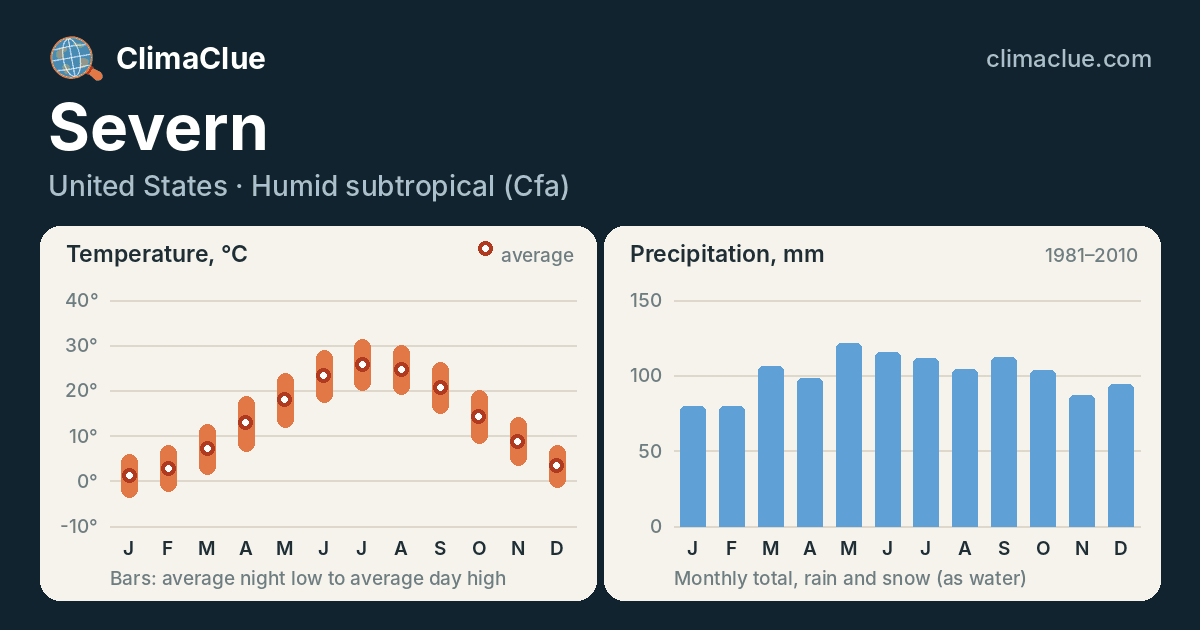 ClimaClue
climaclue.com
Severn
United States · Humid subtropical (Cfa)
Temperature, °C
average
40°
30°
20°
10°
0°
-10°
J F M A M J J A S O N D
Bars: average night low to average day high
Precipitation, mm
1981–2010
150
100
50
0
J F M A M J J A S O N D
Monthly total, rain and snow (as water)